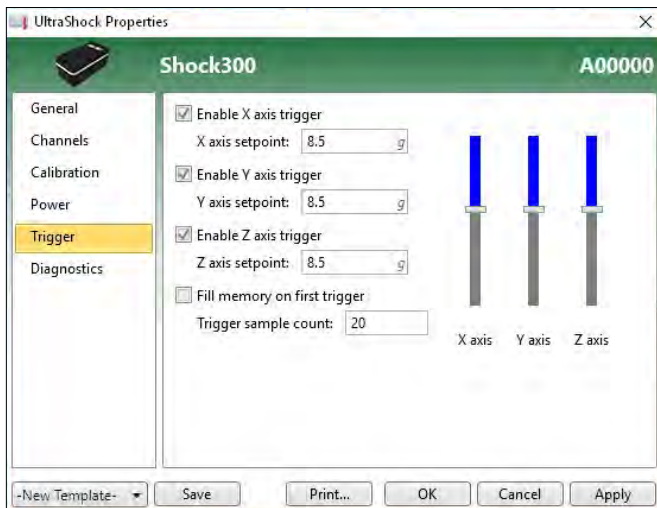 UltraShock Properties
Shock300 A00000
General
Channels
Calibration
Power
Trigger
Diagnostics
Enable X axis trigger
X axis setpoint: 8.5 g
Enable Y axis trigger
Y axis setpoint: 8.5 g
Enable Z axis trigger
Z axis setpoint: 8.5 g
Fill memory on first trigger
Trigger sample count: 20
X axis Y axis Z axis
-New Template- Save Print... OK Cancel Apply